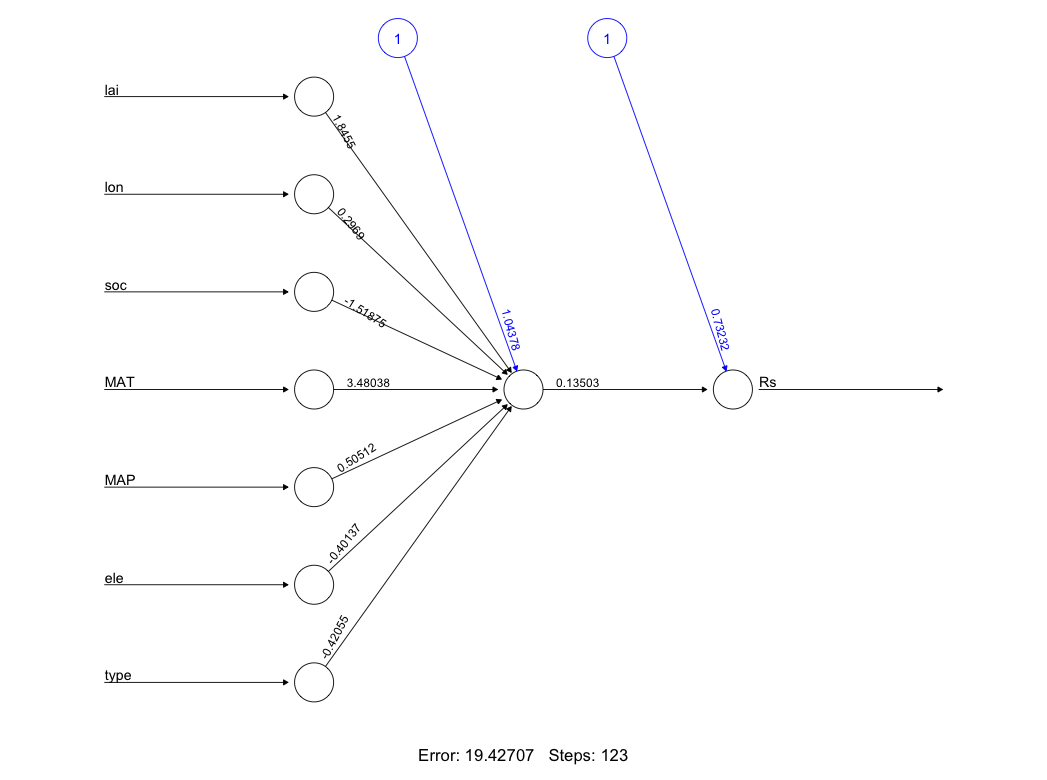 1
1
lai
1.8455
lon
0.2969
soc
-1.51875
1.04378
0.73232
MAT
3.48038
0.13503
Rs
MAP
0.50512
ele
-0.40137
type
-0.42055
Error: 19.42707 Steps: 123